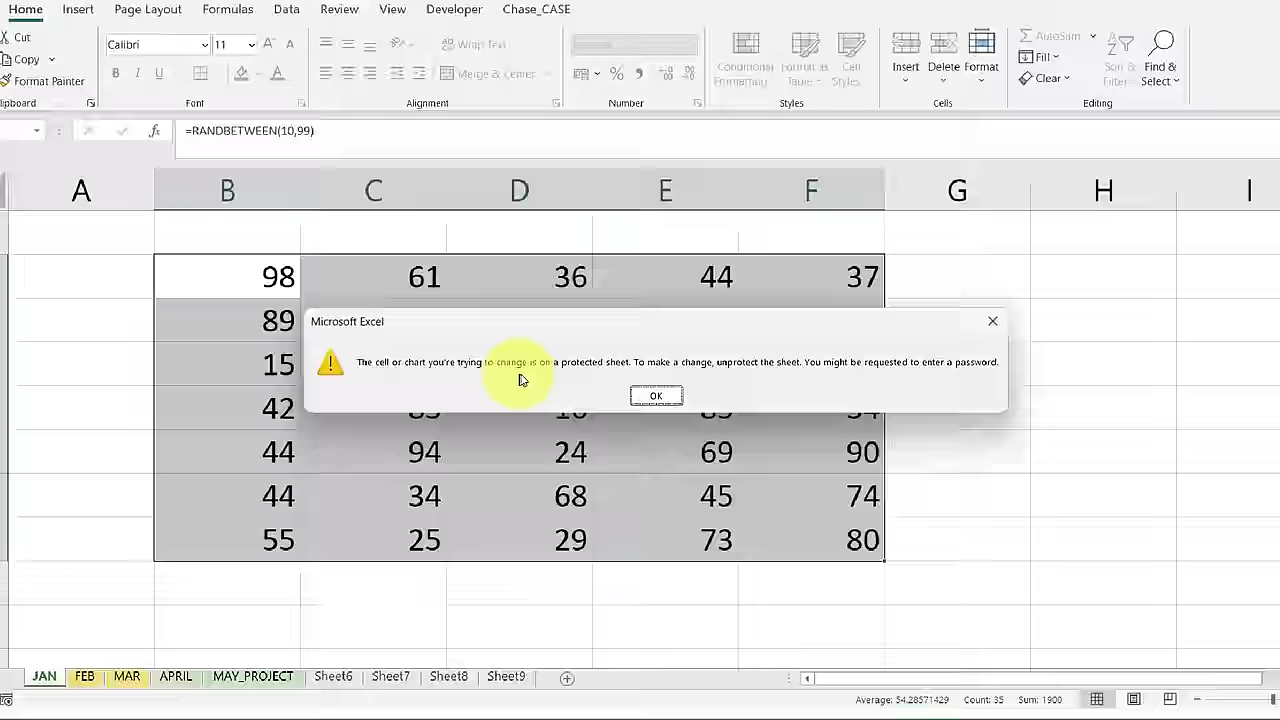 Home Insert Page Layout Formulas Data Review View Developer Chase_CASE
Cut
Copy
Format Painter
lipboard
Calibri 11
B I U
Font
Wrap Text
Merge & Center
Alignment
Number
Conditional Formatting
Format as Table
Cell Styles
Styles
Insert Delete Format
Cells
AutoSum
Fill
Clear
Sort & Filter
Find & Select
Editing
fx =RANDBETWEEN(10,99)
A B C D E F G H I
98 61 36 44 37
89
15
42
44 94 24 69 90
44 34 68 45 74
55 25 29 73 80
Microsoft Excel
The cell or chart you're trying to change is on a protected sheet. To make a change, unprotect the sheet. You might be requested to enter a password.
OK
JAN FEB MAR APRIL MAY_PROJECT Sheet6 Sheet7 Sheet8 Sheet9
Average: 54.28571429 Count: 35 Sum: 1900